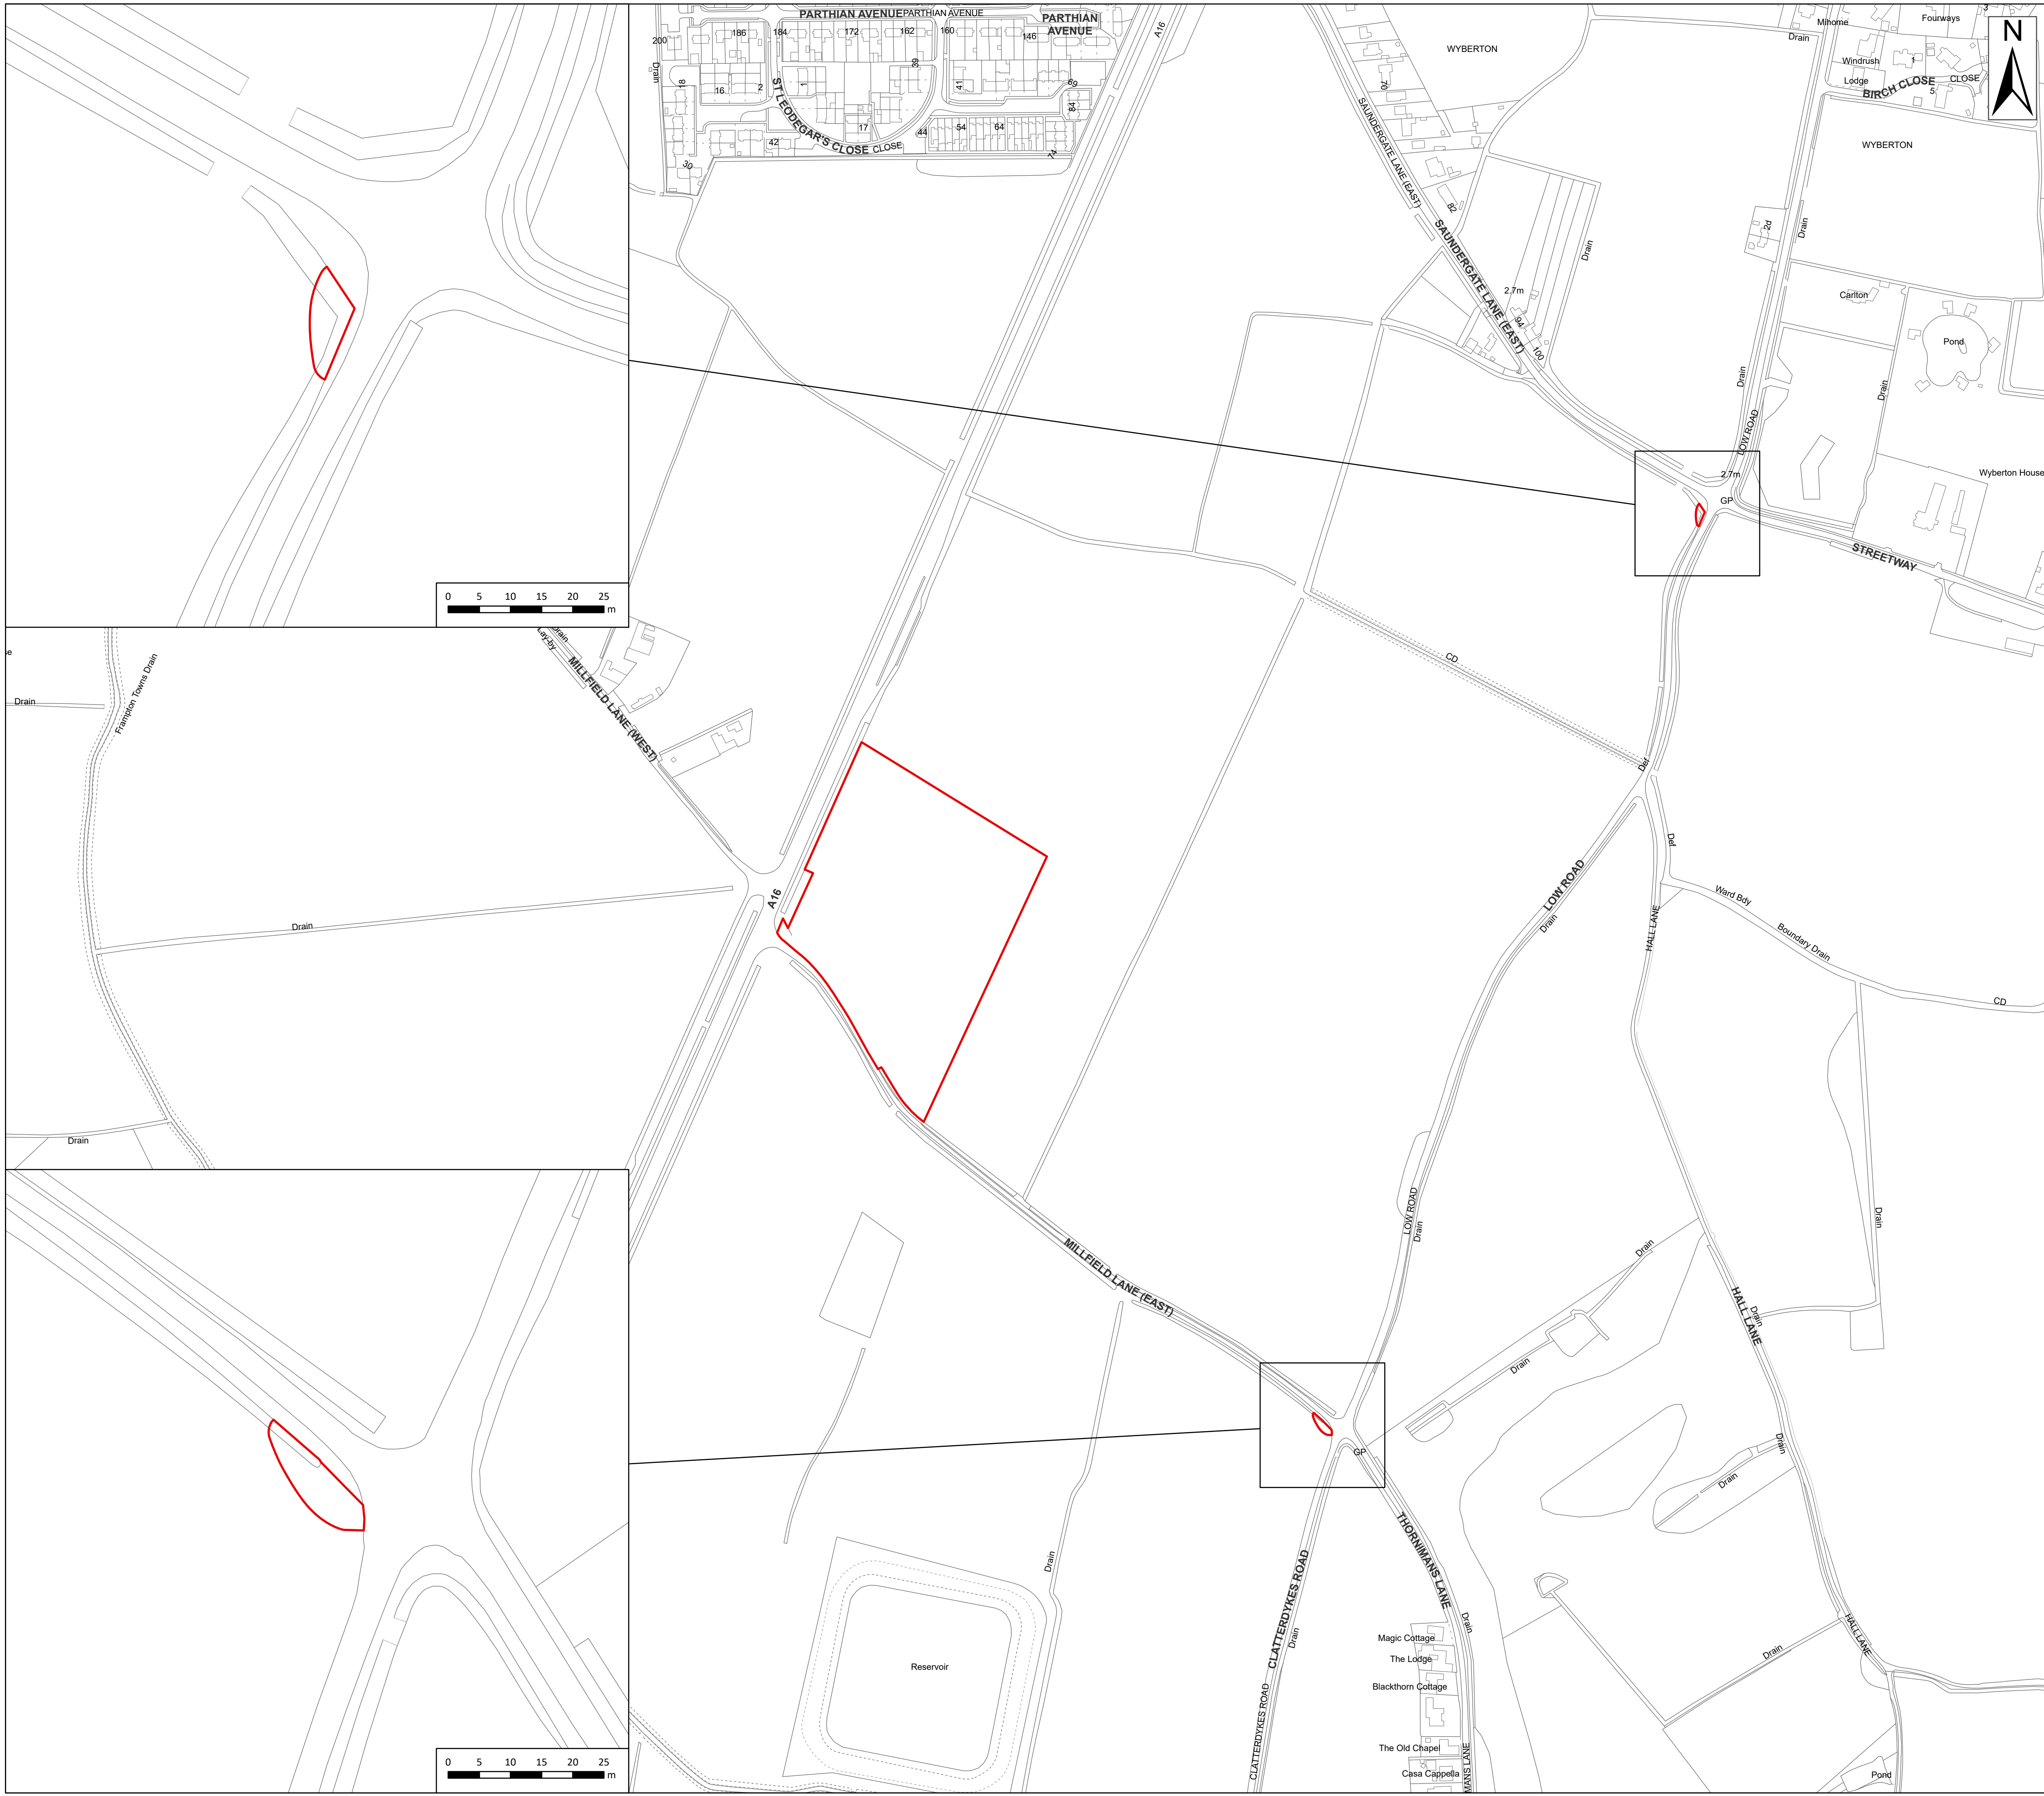 PARTHIAN AVENUE
PARTHIAN AVENUE
PARTHIAN
AVENUE
200
186
184
172
162
160
146
A16
Drain
18
16
2
1
39
41
69
84
ST LEODEGAR'S CLOSE
CLOSE
17
44
54
64
74
42
30
WYBERTON
70
SAUNDERGATE LANE (EAST)
82
SAUNDERGATE LANE (EAST)
Drain
2.7m
94
100
Mihome
Fourways
3
Drain
Windrush
1
Lodge
BIRCH CLOSE
CLOSE
5
N
WYBERTON
2d
Drain
Carlton
Pond
Drain
Drain
LOW ROAD
2.7m
GP
Wyberton House
STREETWAY
0 5 10 15 20 25
m
se
Drain
Frampton Towns Drain
Drain
Lay-by
MILLFIELD LANE (WEST)
CD
Def
Def
A16
Drain
LOW ROAD
Drain
HALL LANE
Ward Bdy
Boundary Drain
CD
Drain
LOW ROAD
Drain
Drain
Drain
MILLFIELD LANE (EAST)
HALL LANE
Drain
Drain
GP
Drain
Drain
THORNIMANS LANE
CLATTERDYKES ROAD
Drain
Drain
Drain
Magic Cottage
The Lodge
Blackthorn Cottage
HALL LANE
Drain
Reservoir
CLATTERDYKES ROAD
The Old Chapel
Casa Cappella
MANS LANE
Pond
0 5 10 15 20 25
m